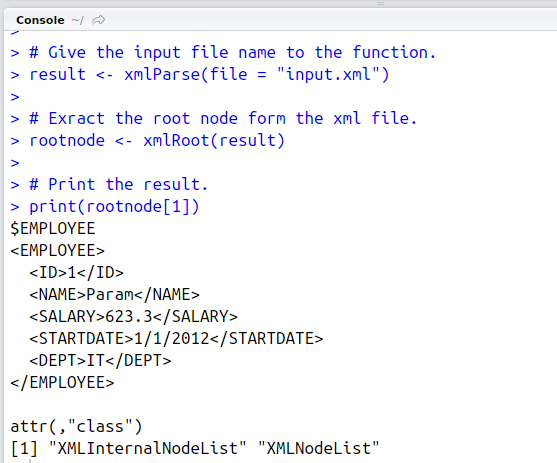 Console ~/
>
> # Give the input file name to the function.
> result <- xmlParse(file = "input.xml")
>
> # Exract the root node form the xml file.
> rootnode <- xmlRoot(result)
>
> # Print the result.
> print(rootnode[1])
$EMPLOYEE
<EMPLOYEE>
  <ID>1</ID>
  <NAME>Param</NAME>
  <SALARY>623.3</SALARY>
  <STARTDATE>1/1/2012</STARTDATE>
  <DEPT>IT</DEPT>
</EMPLOYEE>

attr(,"class")
[1] "XMLInternalNodeList" "XMLNodeList"